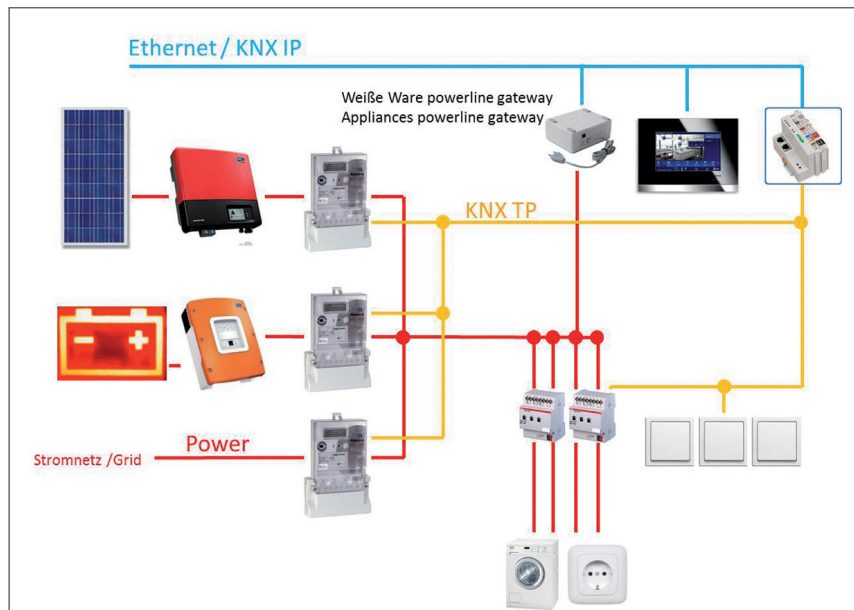 Ethernet / KNX IP
Weiße Ware powerline gateway
Appliances powerline gateway
KNX TP
Power
Stromnetz /Grid